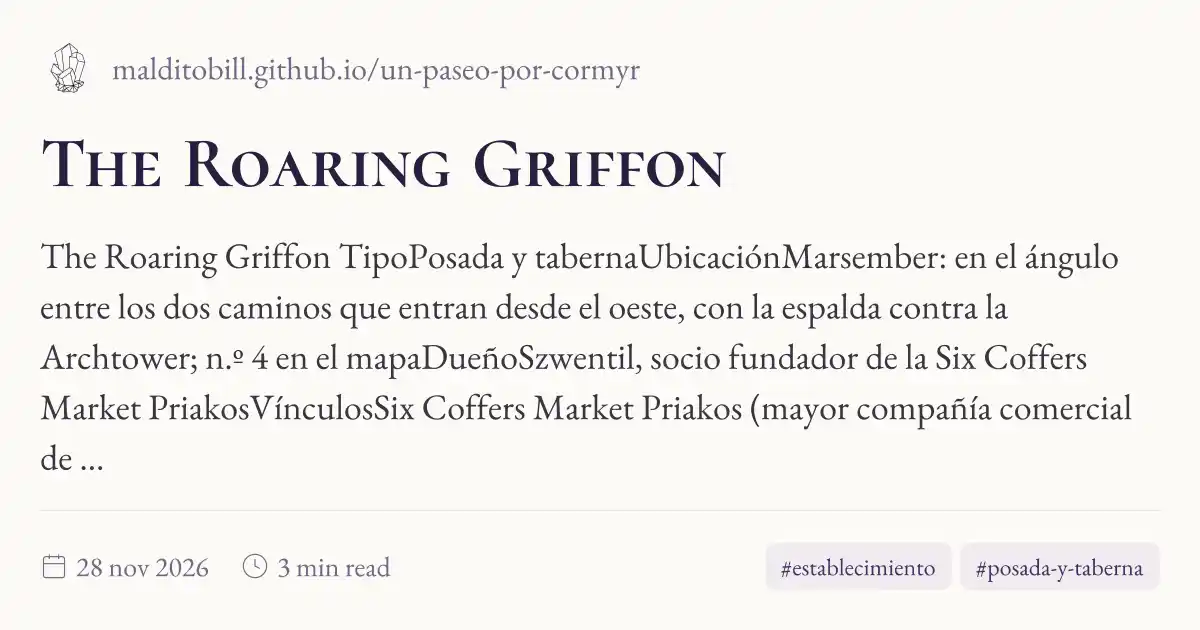 malditobill.github.io/un-paseo-por-cormyr
The Roaring Griffon
The Roaring Griffon TipoPosada y tabernaUbicaciónMarsember: en el ángulo
entre los dos caminos que entran desde el oeste, con la espalda contra la
Archtower; n.º 4 en el mapaDueñoSzwentil, socio fundador de la Six Coffers
Market PriakosVínculosSix Coffers Market Priakos (mayor compañía comercial
de ...
28 nov 2026 3 min read #establecimiento #posada-y-taberna